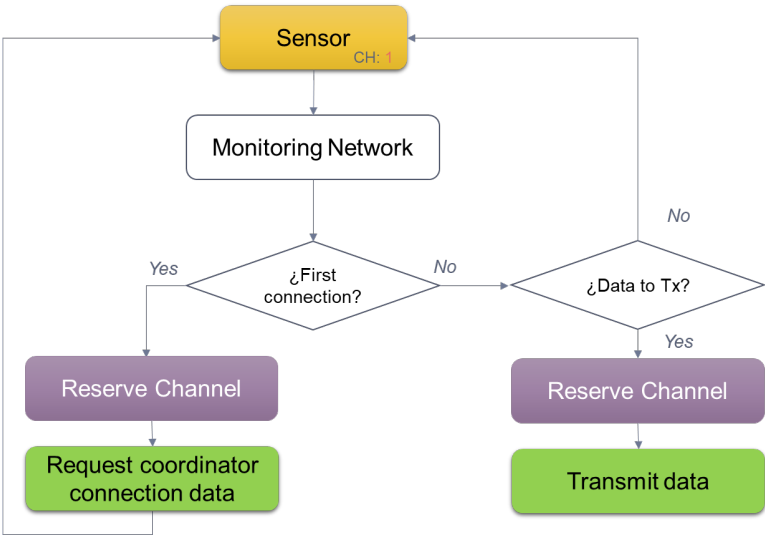 Sensor
CH: 1
Monitoring Network
Yes
¿First
connection?
No
¿Data to Tx?
No
Yes
Reserve Channel
Reserve Channel
Request coordinator
connection data
Transmit data